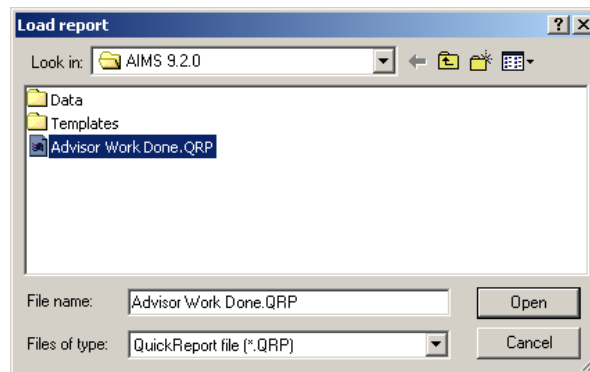 Load report
Look in: AIMS 9.2.0
Data
Templates
Advisor Work Done.QRP
File name: Advisor Work Done.QRP Open
Files of type: QuickReport file (*.QRP) Cancel